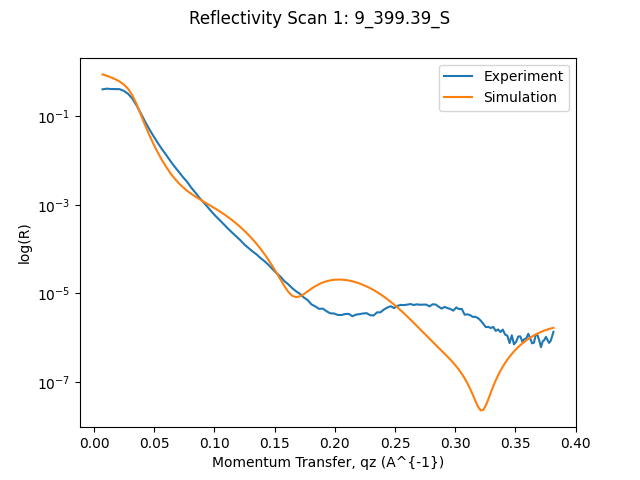 Reflectivity Scan 1: 9_399.39_S
Experiment
Simulation
10^{-1}
10^{-3}
10^{-5}
10^{-7}
log(R)
0.00 0.05 0.10 0.15 0.20 0.25 0.30 0.35 0.40
Momentum Transfer, qz (A^{-1})